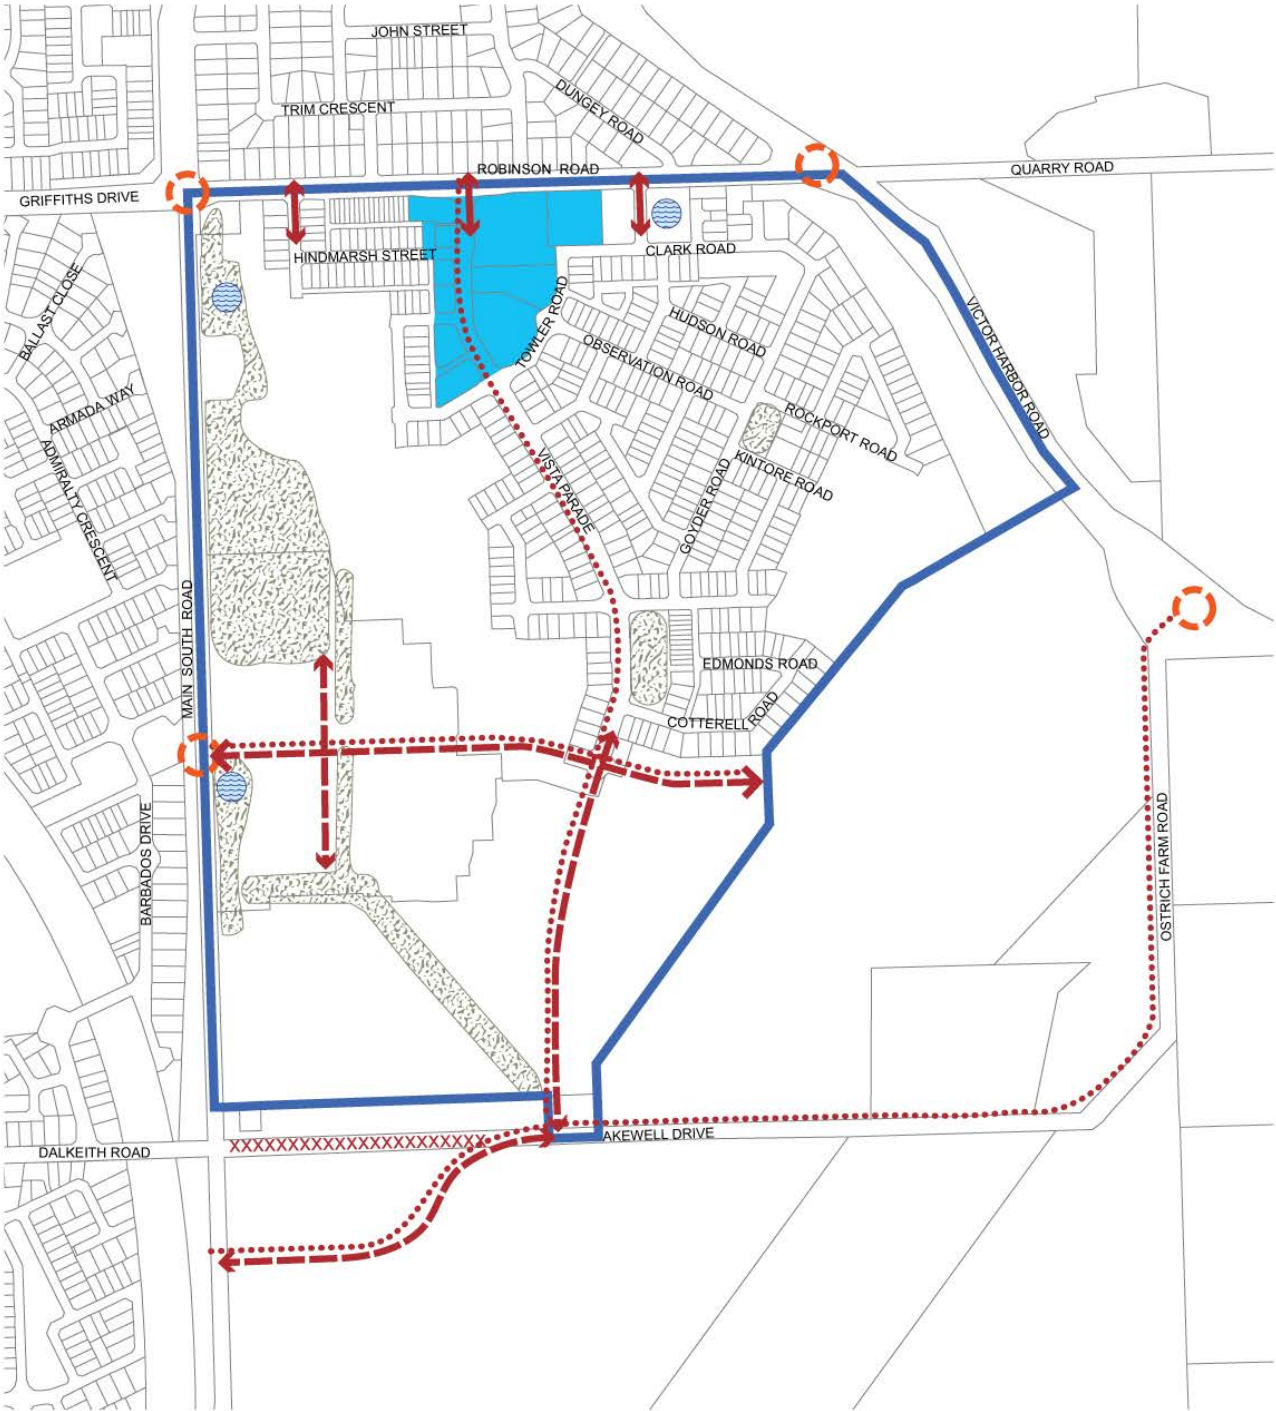 JOHN STREET
TRIM CRESCENT
DUNGEY ROAD
ROBINSON ROAD
QUARRY ROAD
GRIFFITHS DRIVE
HINDMARSH STREET
CLARK ROAD
BALLAST CLOSE
TOWLER ROAD
HUDSON ROAD
VICTOR HARBOR ROAD
OBSERVATION ROAD
ARMADA WAY
ROCKPORT ROAD
ADMIRALTY CRESCENT
VISTA PARADE
KINTORE ROAD
GOYDER ROAD
MAIN SOUTH ROAD
EDMONDS ROAD
COTTERELL ROAD
BARBADOS DRIVE
OSTRICH FARM ROAD
XXXXXXXXXXXXXXXXXXXX
AKEWELL DRIVE
DALKEITH ROAD